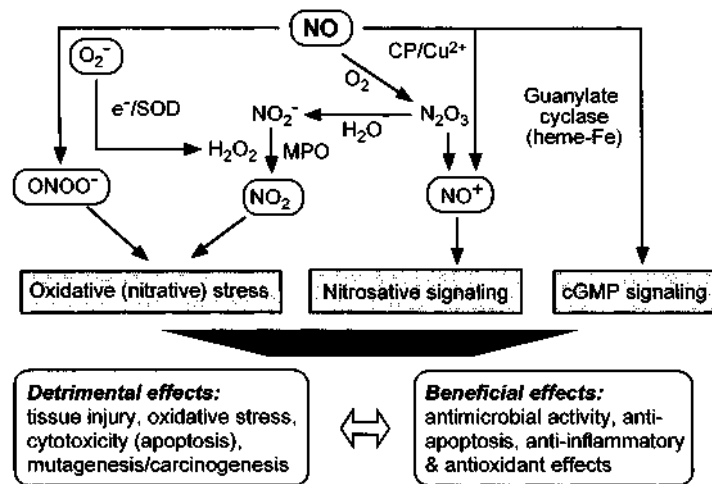 NO
O₂⁻
CP/Cu²⁺
O₂
e⁻/SOD
NO₂⁻
N₂O₃
H₂O
Guanylate
cyclase
(heme-Fe)
H₂O₂
MPO
ONOO⁻
NO₂
NO⁺
Oxidative (nitrative) stress
Nitrosative signaling
cGMP signaling
Detrimental effects:
tissue injury, oxidative stress,
cytotoxicity (apoptosis),
mutagenesis/carcinogenesis
Beneficial effects:
antimicrobial activity, anti-
apoptosis, anti-inflammatory
& antioxidant effects